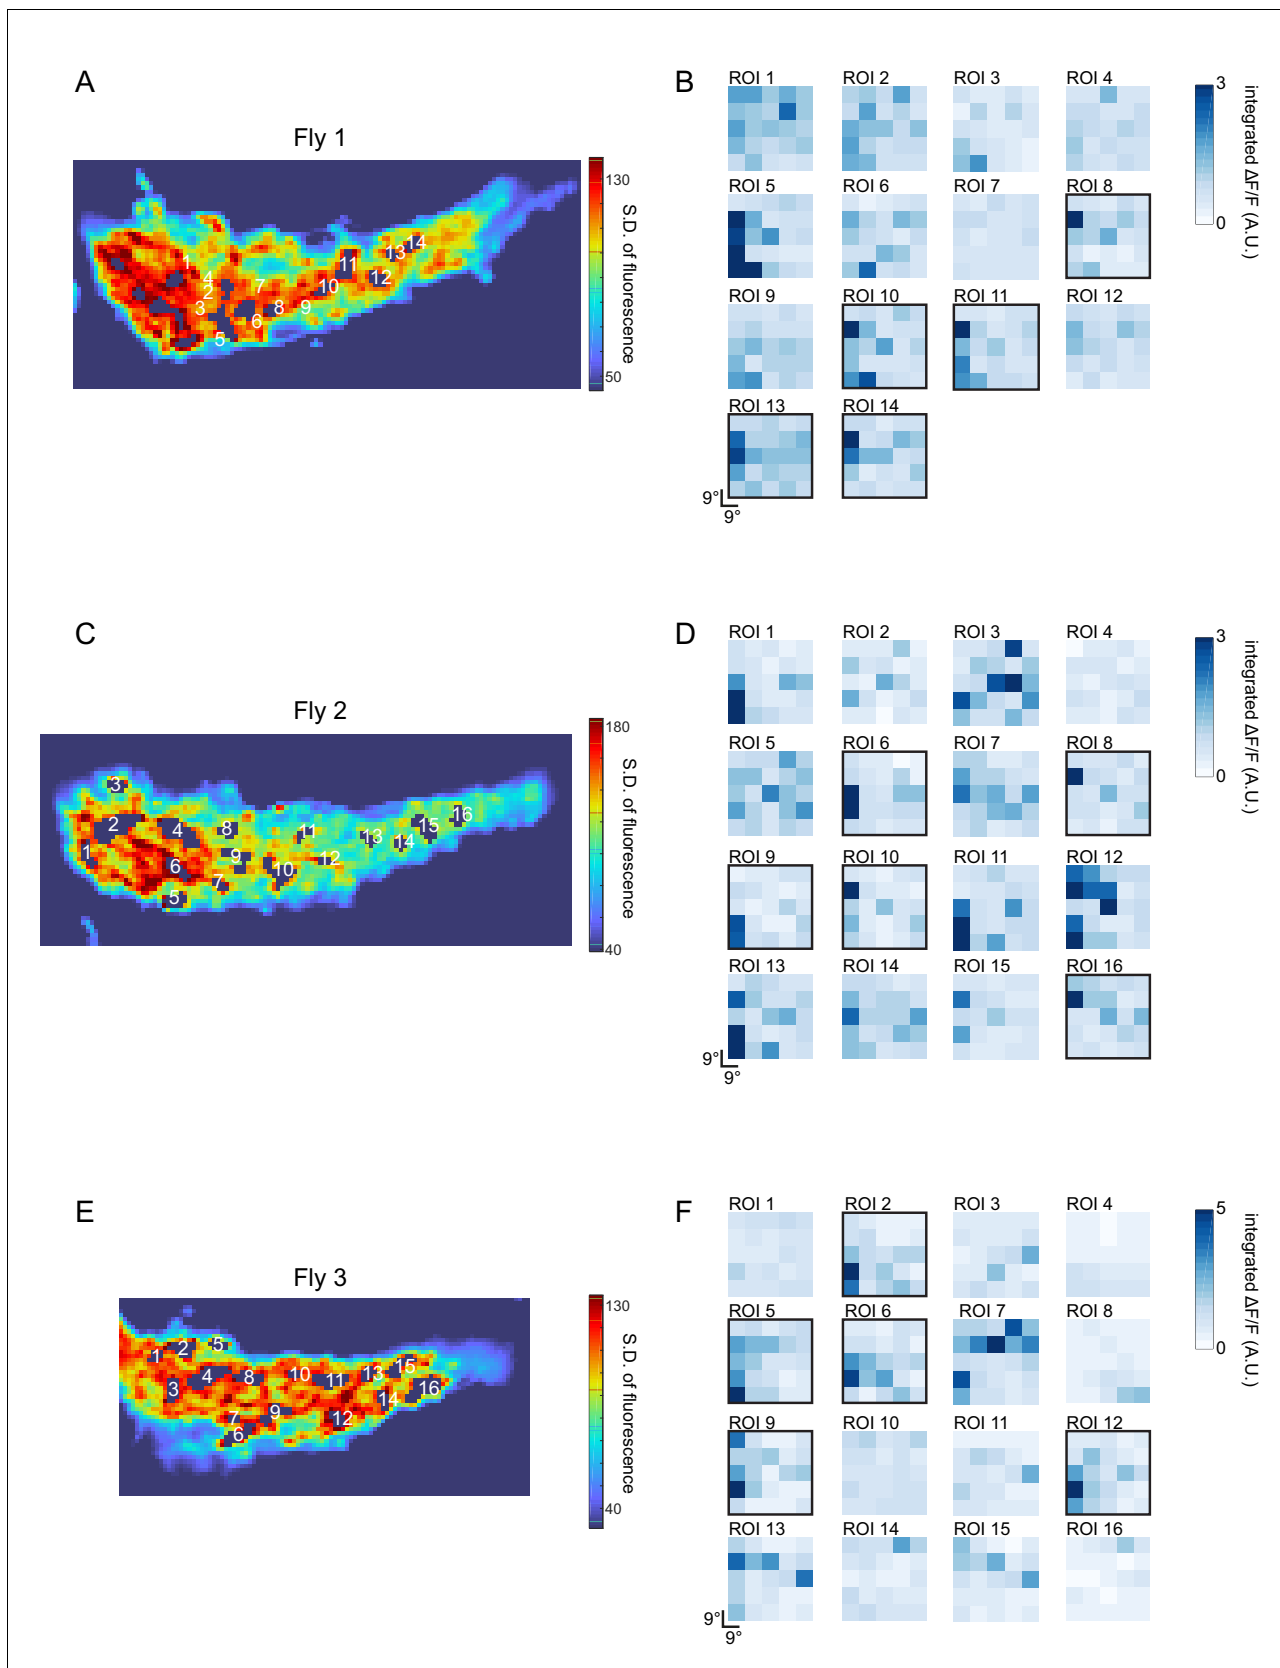 A
Fly 1
130
50
S.D. of fluorescence
1
2
3
4
5
6
7
8
9
10
11
12
13
14
B
ROI 1 ROI 2 ROI 3 ROI 4
ROI 5 ROI 6 ROI 7 ROI 8
ROI 9 ROI 10 ROI 11 ROI 12
ROI 13 ROI 14
9°
9°
3
0
integrated ΔF/F (A.U.)
C
Fly 2
180
40
S.D. of fluorescence
1
2
3
4
5
6
7
8
9
10
11
12
13
14
15
16
D
ROI 1 ROI 2 ROI 3 ROI 4
ROI 5 ROI 6 ROI 7 ROI 8
ROI 9 ROI 10 ROI 11 ROI 12
ROI 13 ROI 14 ROI 15 ROI 16
9°
9°
3
0
integrated ΔF/F (A.U.)
E
Fly 3
130
40
S.D. of fluorescence
1
2
3
4
5
6
7
8
9
10
11
12
13
14
15
16
F
ROI 1 ROI 2 ROI 3 ROI 4
ROI 5 ROI 6 ROI 7 ROI 8
ROI 9 ROI 10 ROI 11 ROI 12
ROI 13 ROI 14 ROI 15 ROI 16
9°
9°
5
0
integrated ΔF/F (A.U.)